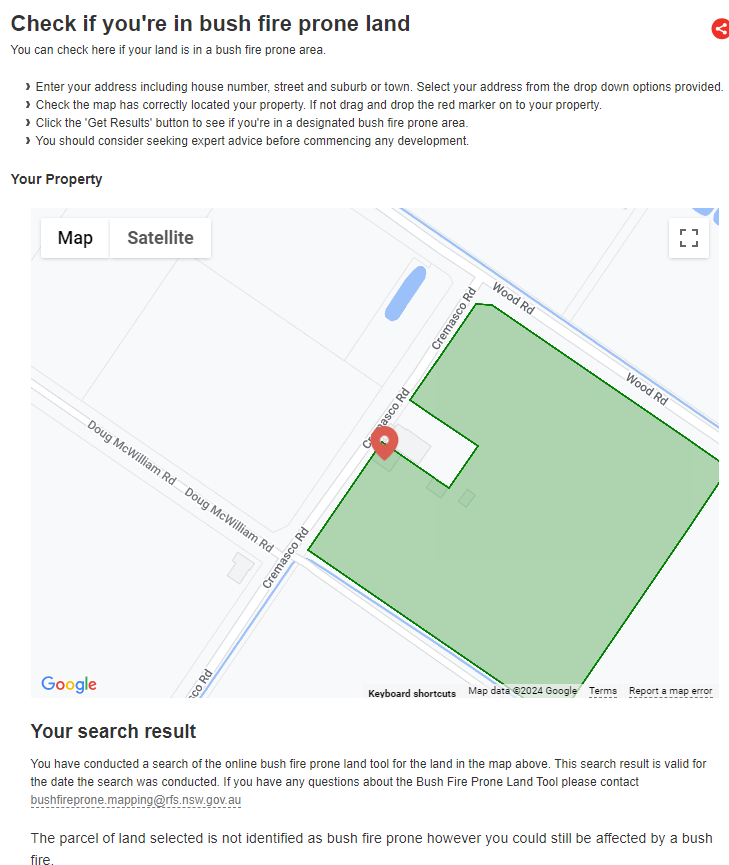 Check if you're in bush fire prone land
You can check here if your land is in a bush fire prone area.
Enter your address including house number, street and suburb or town. Select your address from the drop down options provided.
Check the map has correctly located your property. If not drag and drop the red marker on to your property.
Click the 'Get Results' button to see if you're in a designated bush fire prone area.
You should consider seeking expert advice before commencing any development.
Your Property
Map
Satellite
Wood Rd
Cremasco Rd
Wood Rd
Cremasco Rd
Doug McWilliam Rd
Doug McWilliam Rd
Cremasco Rd
co Rd
Google
Keyboard shortcuts
Map data ©2024 Google
Terms
Report a map error
Your search result
You have conducted a search of the online bush fire prone land tool for the land in the map above. This search result is valid for
the date the search was conducted. If you have any questions about the Bush Fire Prone Land Tool please contact
bushfireprone.mapping@rfs.nsw.gov.au
The parcel of land selected is not identified as bush fire prone however you could still be affected by a bush
fire.